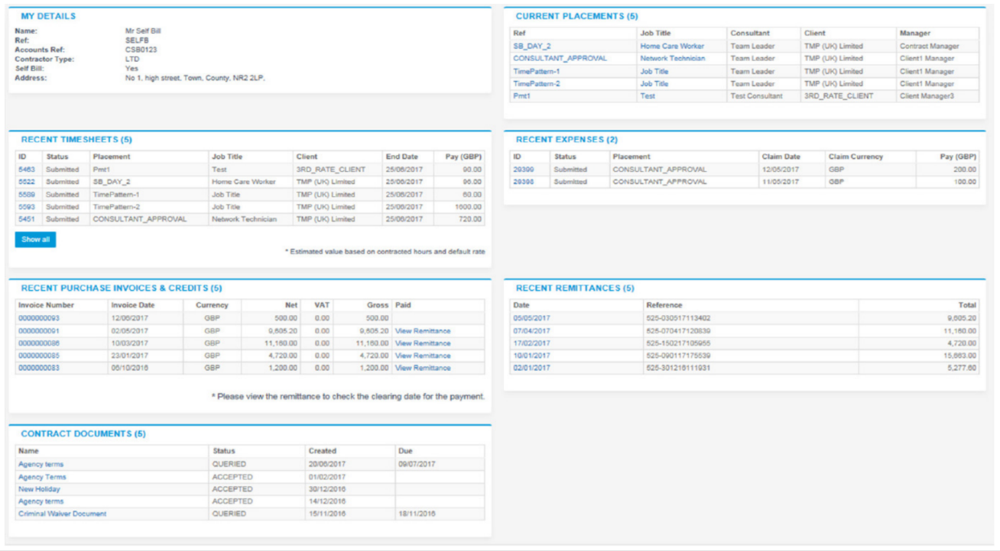 MY DETAILS
Name: Mr Self Bill
Ref: SELFB
Accounts Ref: CSB0123
Contractor Type: LTD
Self Bill: Yes
Address: No 1, high street, Town, County, NR2 2LP,
CURRENT PLACEMENTS (5)
Ref Job Title Consultant Client Manager
SB_DAY_2 Home Care Worker Team Leader TMP (UK) Limited Contract Manager
CONSULTANT_APPROVAL Network Technician Team Leader TMP (UK) Limited Client1 Manager
TimePattern-1 Job Title Team Leader TMP (UK) Limited Client1 Manager
TimePattern-2 Job Title Team Leader TMP (UK) Limited Client1 Manager
Pmt1 Test Test Consultant 3RD_RATE_CLIENT Client Manager3
RECENT TIMESHEETS (5)
ID Status Placement Job Title Client End Date Pay (GBP)
5463 Submitted Pmt1 Test 3RD_RATE_CLIENT 25/06/2017 90.00
5522 Submitted SB_DAY_2 Home Care Worker TMP (UK) Limited 25/06/2017 96.00
5589 Submitted TimePattern-1 Job Title TMP (UK) Limited 25/06/2017 60.00
5593 Submitted TimePattern-2 Job Title TMP (UK) Limited 25/06/2017 1600.00
5451 Submitted CONSULTANT_APPROVAL Network Technician TMP (UK) Limited 25/06/2017 720.00
Show all
* Estimated value based on contracted hours and default rate
RECENT EXPENSES (2)
ID Status Placement Claim Date Claim Currency Pay (GBP)
29399 Submitted CONSULTANT_APPROVAL 12/05/2017 GBP 200.00
29398 Submitted CONSULTANT_APPROVAL 11/05/2017 GBP 100.00
RECENT PURCHASE INVOICES & CREDITS (5)
Invoice Number Invoice Date Currency Net VAT Gross Paid
0000000093 12/06/2017 GBP 500.00 0.00 500.00
0000000091 02/05/2017 GBP 9,605.20 0.00 9,605.20 View Remittance
0000000086 10/03/2017 GBP 11,160.00 0.00 11,160.00 View Remittance
0000000085 23/01/2017 GBP 4,720.00 0.00 4,720.00 View Remittance
0000000083 06/10/2016 GBP 1,200.00 0.00 1,200.00 View Remittance
* Please view the remittance to check the clearing date for the payment.
RECENT REMITTANCES (5)
Date Reference Total
05/05/2017 525-030517113402 9,605.20
07/04/2017 525-070417120839 11,160.00
17/02/2017 525-150217105955 4,720.00
10/01/2017 525-090117175539 15,663.00
02/01/2017 525-301216111931 5,277.60
CONTRACT DOCUMENTS (5)
Name Status Created Due
Agency terms QUERIED 20/06/2017 09/07/2017
Agency Terms ACCEPTED 01/02/2017
New Holiday ACCEPTED 30/12/2016
Agency terms ACCEPTED 14/12/2016
Criminal Waiver Document QUERIED 15/11/2016 18/11/2016